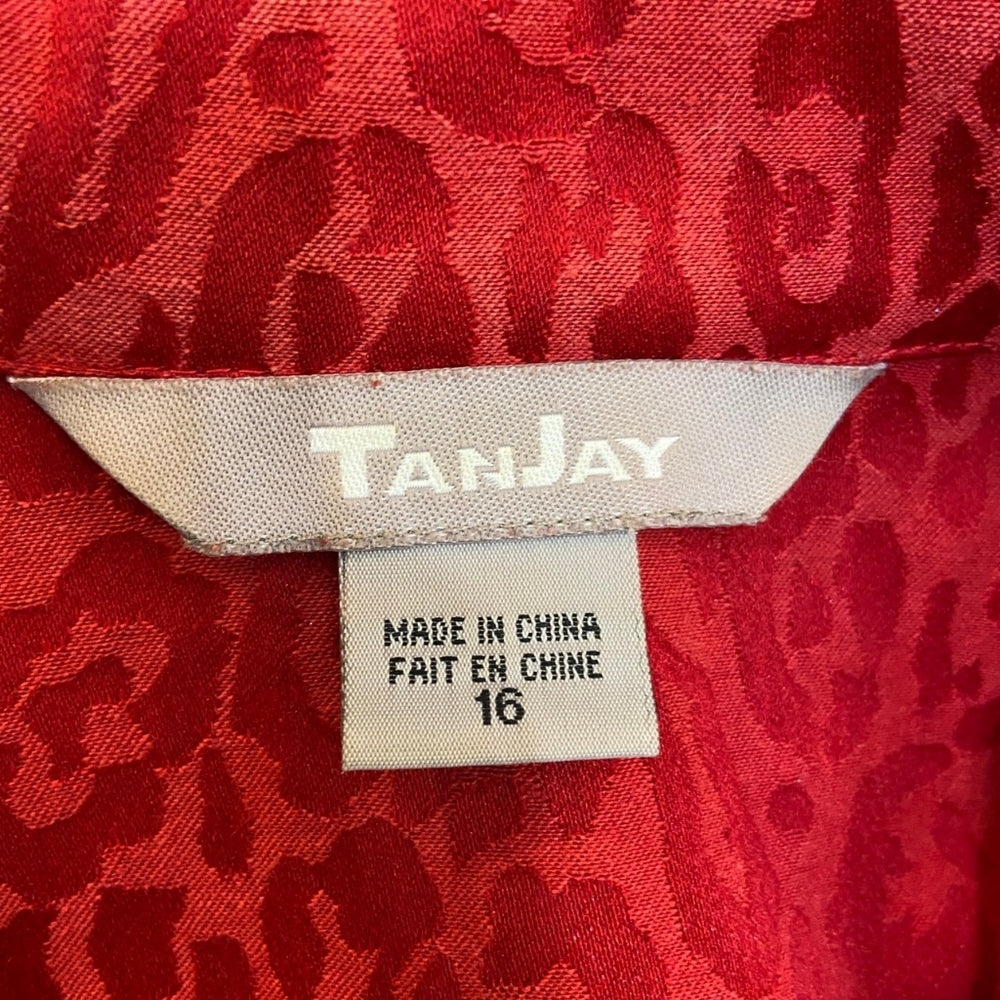 TANJAY
MADE IN CHINA
FAIT EN CHINE
16